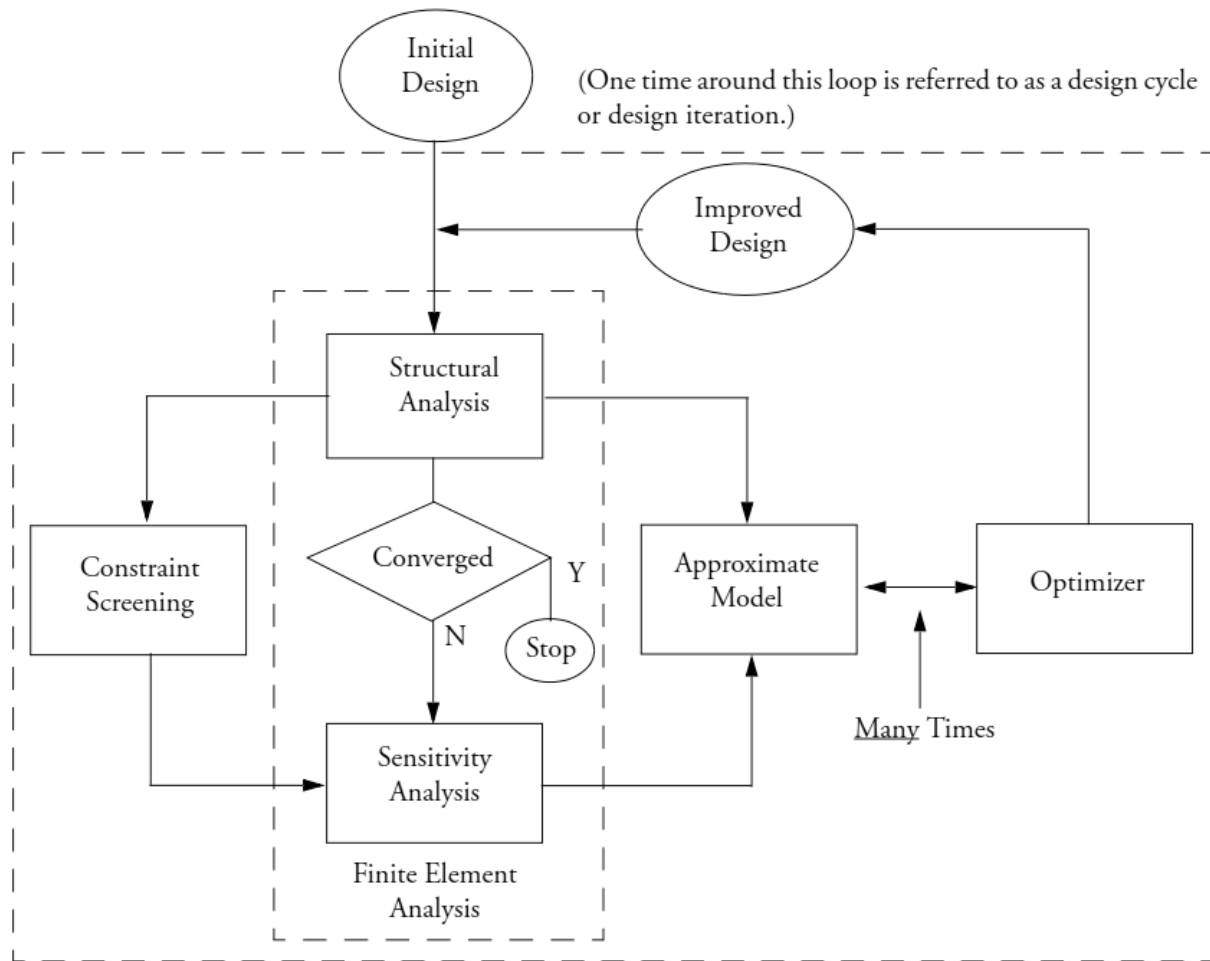 Initial
Design
(One time around this loop is referred to as a design cycle
or design iteration.)
Improved
Design
Structural
Analysis
Constraint
Screening
Converged
Y
N
Stop
Approximate
Model
Optimizer
Many Times
Sensitivity
Analysis
Finite Element
Analysis